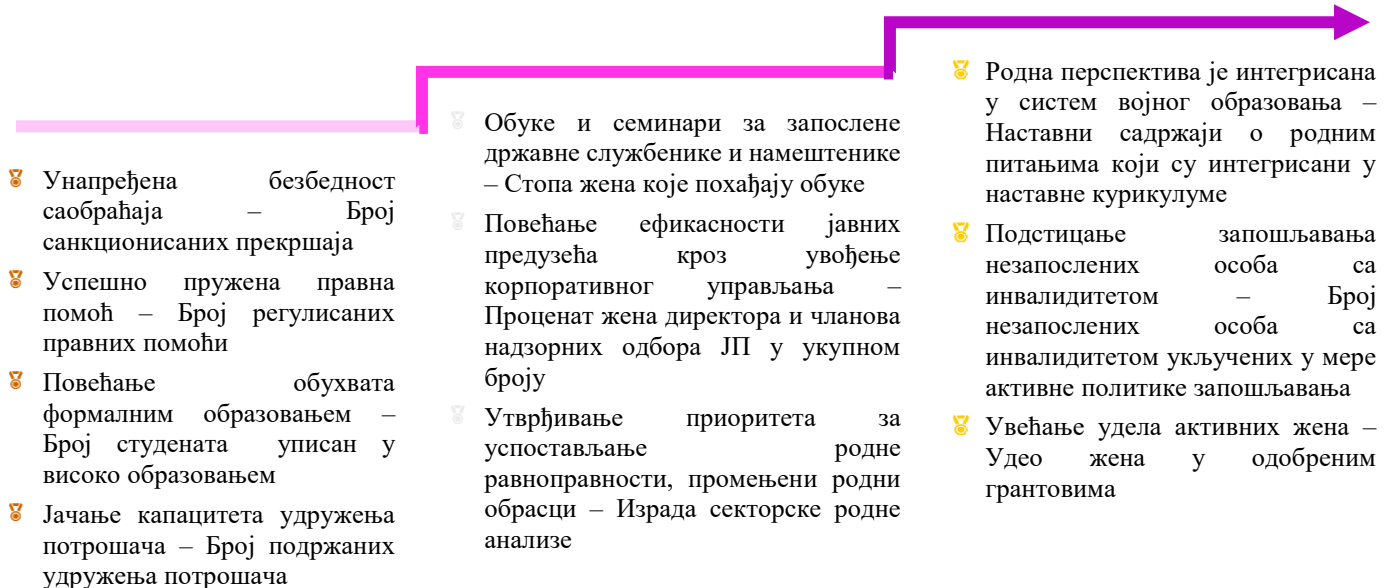 Унапређена безбедност
саобраћаја – Број
санкционисаних прекршаја
Успешно пружена правна
помоћ – Број регулисаних
правних помоћи
Повећање обухвата
формалним образовањем –
Број студената уписан у
високо образовањем
Јачање капацитета удружења
потрошача – Број подржаних
удружења потрошача
Обуке и семинари за запослене
државне службенике и намештенике
– Стопа жена које похађају обуке
Повећање ефикасности јавних
предузећа кроз увођење
корпоративног управљања –
Проценат жена директора и чланова
надзорних одбора ЈП у укупном
броју
Утврђивање приоритета за
успостављање родне
равноправности, промењени родни
обрасци – Израда секторске родне
анализе
Родна перспектива је интегрисана
у систем војног образовања –
Наставни садржаји о родним
питањима који су интегрисани у
наставне курикулуме
Подстицање запошљавања
незапослених особа са
инвалидитетом – Број
незапослених особа са
инвалидитетом укључених у мере
активне политике запошљавања
Увећање удела активних жена –
Удео жена у одобреним
грантовима